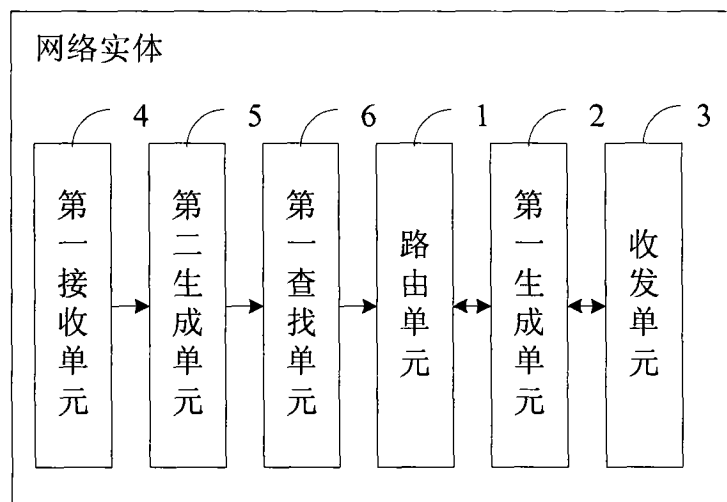 网络实体
4 5 6 1 2 3
第一接收单元
第二生成单元
第一查找单元
路由单元
第一生成单元
收发单元